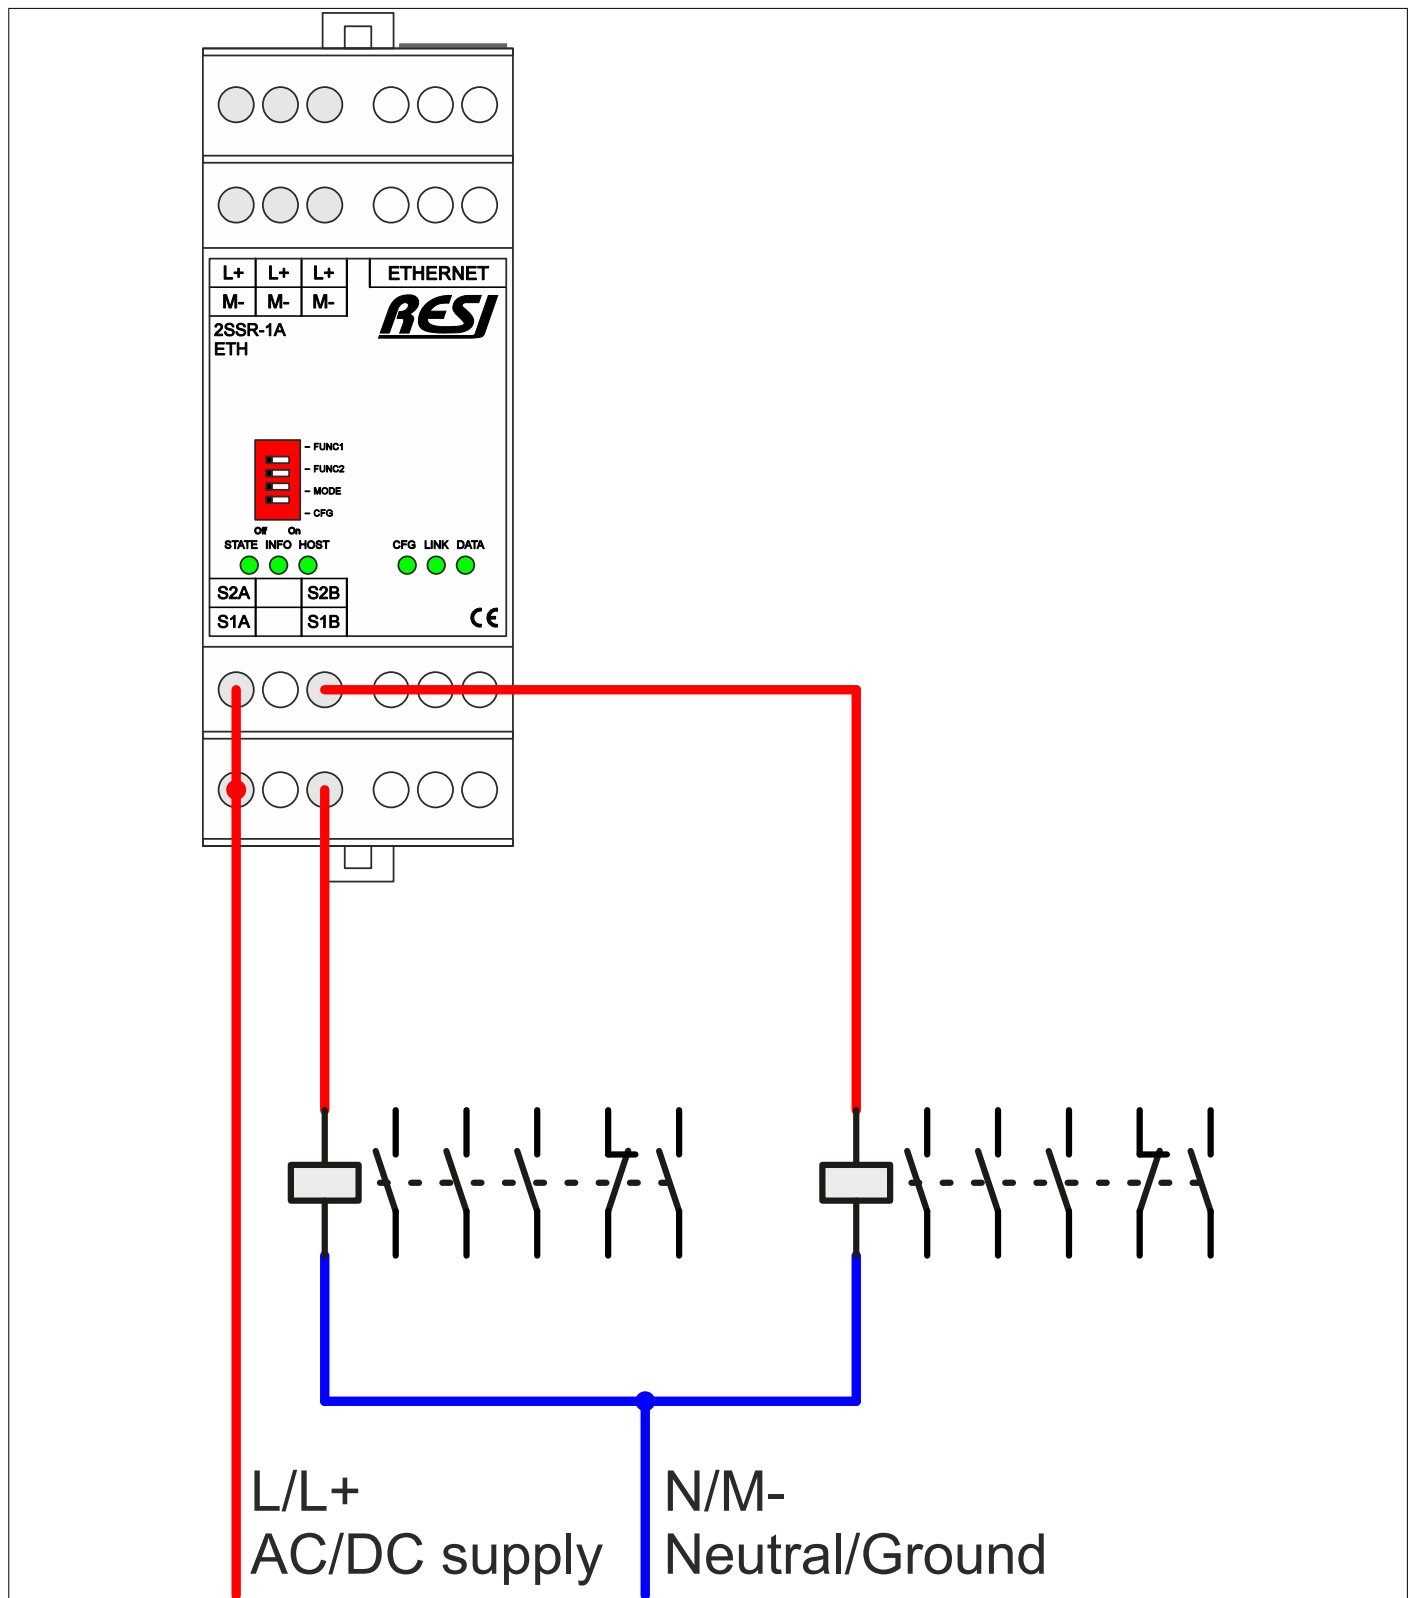 L+ L+ L+ ETHERNET
M- M- M- RESI
2SSR-1A
ETH
- FUNC1
- FUNC2
- MODE
- CFG
Off On
STATE INFO HOST CFG LINK DATA
S2A S2B
S1A S1B CE
L/L+ N/M-
AC/DC supply Neutral/Ground